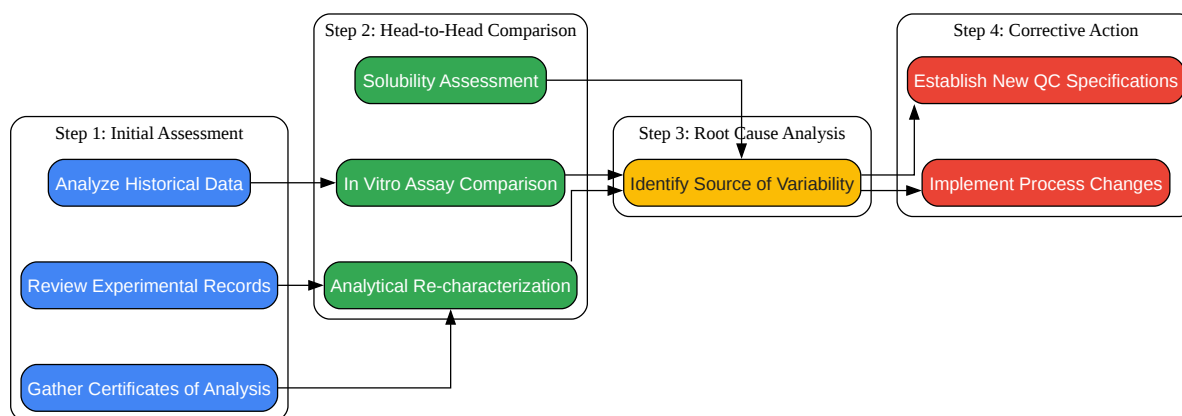 Step 1: Initial Assessment
Analyze Historical Data
Review Experimental Records
Gather Certificates of Analysis
Step 2: Head-to-Head Comparison
Solubility Assessment
In Vitro Assay Comparison
Analytical Re-characterization
Step 3: Root Cause Analysis
Identify Source of Variability
Step 4: Corrective Action
Establish New QC Specifications
Implement Process Changes